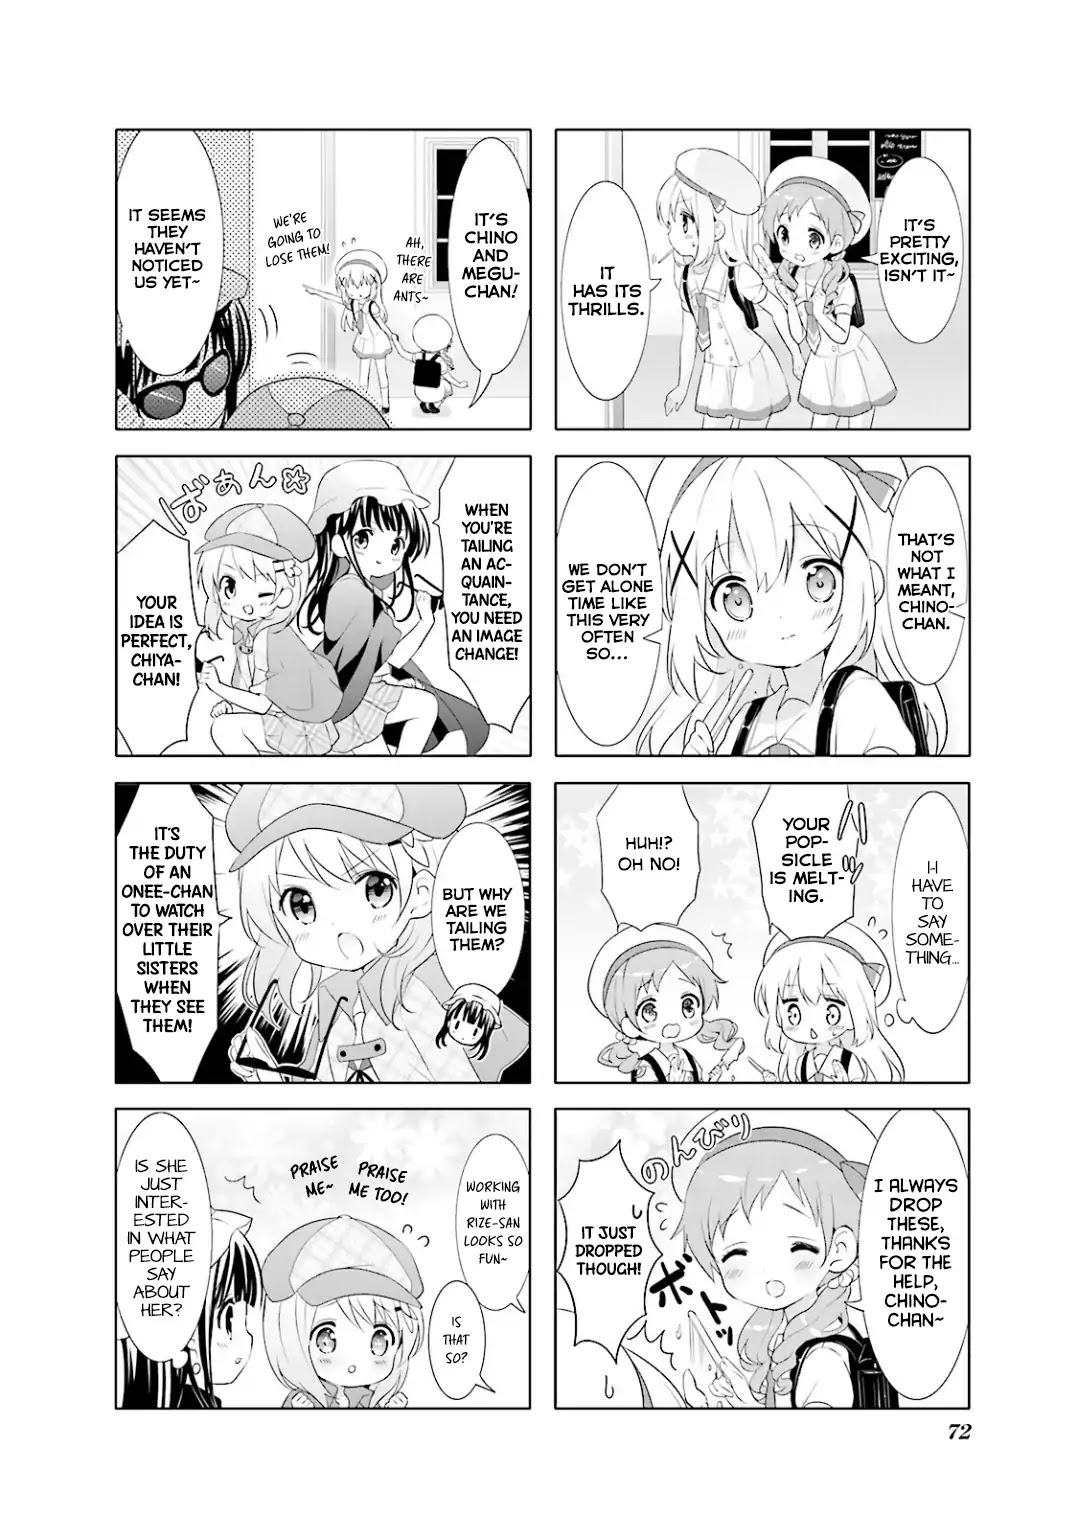 IT'S
PRETTY
EXCITING,
ISN'T IT~
IT
HAS ITS
THRILLS.
THAT'S
NOT
WHAT I
MEANT,
CHINO-
CHAN.
WE DON'T
GET ALONE
TIME LIKE
THIS VERY
OFTEN
SO...
I-I
HAVE
TO
SAY
SOME-
THING...
YOUR
POP-
SICLE
IS MELT-
ING.
HUH!?
OH NO!
I ALWAYS
DROP
THESE,
THANKS
FOR THE
HELP,
CHINO-
CHAN~
のんびり
ボトッ
IT JUST
DROPPED
THOUGH!
IT'S
CHINO
AND
MEGU-
CHAN!
AH,
THERE
ARE
ANTS~
WE'RE
GOING TO
LOSE THEM!
IT SEEMS
THEY
HAVEN'T
NOTICED
US YET~
WHEN
YOU'RE
TAILING
AN AC-
QUAIN-
TANCE,
YOU NEED
AN IMAGE
CHANGE!
ばぁん☆
YOUR
IDEA IS
PERFECT,
CHIYA-
CHAN!
BUT WHY
ARE WE
TAILING
THEM?
IT'S
THE DUTY
OF AN
ONEE-CHAN
TO WATCH
OVER THEIR
LITTLE
SISTERS
WHEN
THEY SEE
THEM!
WORKING
WITH
RIZE-SAN
LOOKS SO
FUN~
IS
THAT
SO?
PRAISE
ME TOO!
PRAISE
ME~
IS SHE
JUST
INTER-
ESTED
IN WHAT
PEOPLE
SAY
ABOUT
HER?
72